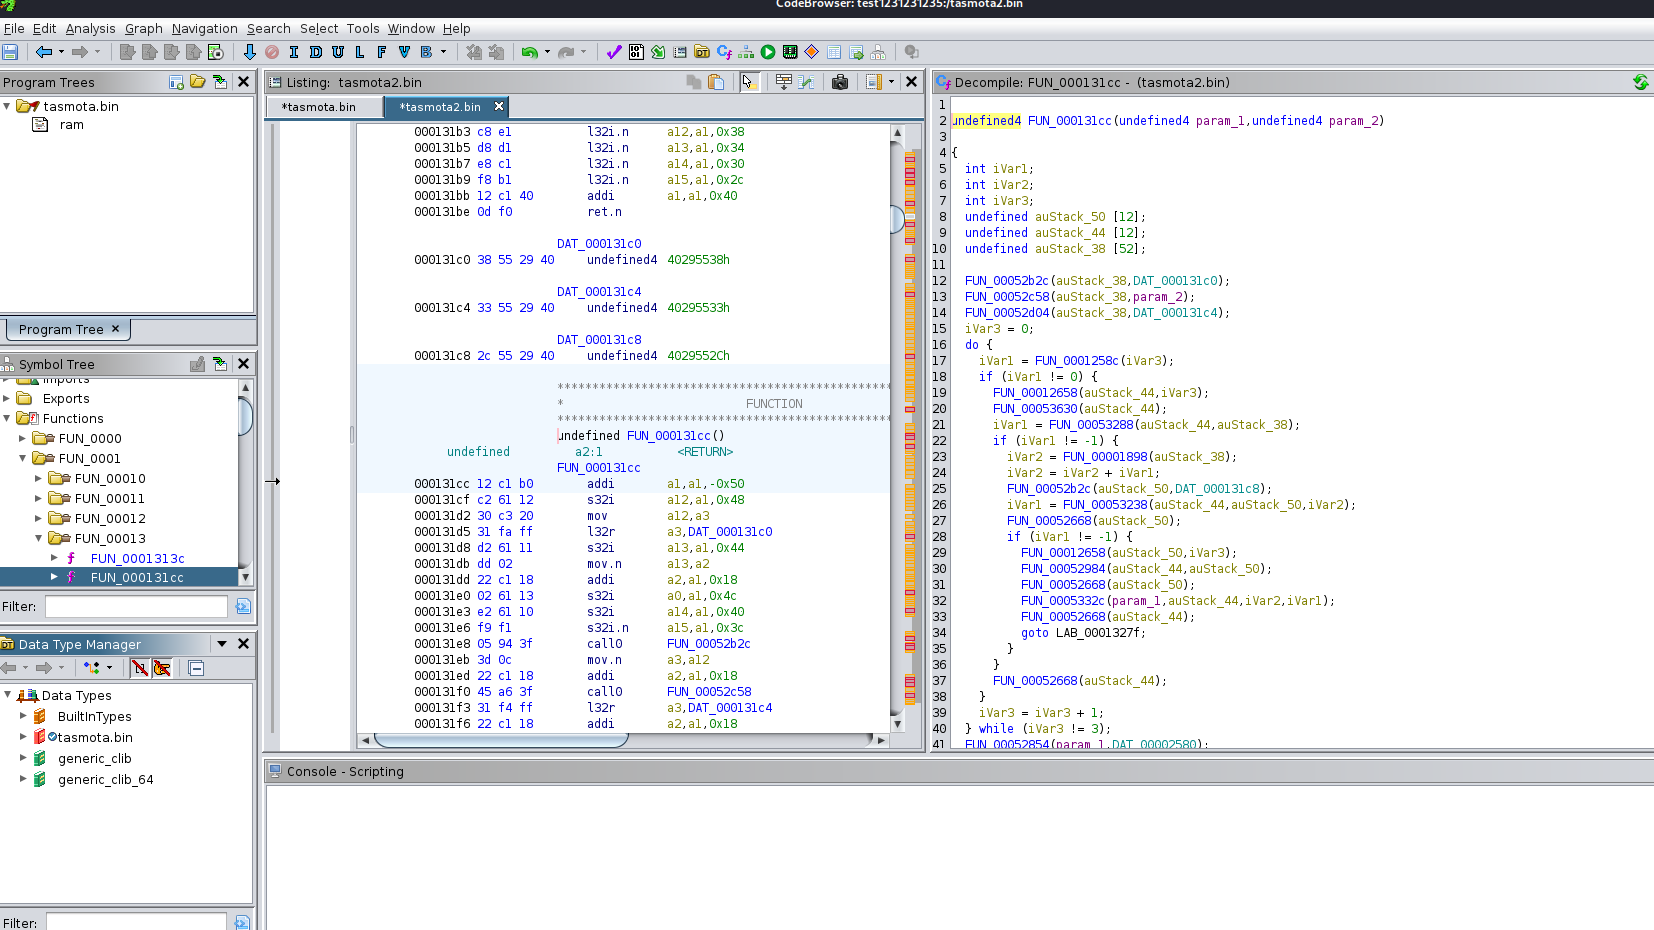 CodeBrowser: test1231231235:/tasmota2.bin
File Edit Analysis Graph Navigation Search Select Tools Window Help
I D U L F V B
Program Trees
tasmota.bin
ram
Program Tree ×
Symbol Tree
Imports
Exports
Functions
FUN_0000
FUN_0001
FUN_00010
FUN_00011
FUN_00012
FUN_00013
f FUN_0001313c
f FUN_000131cc
Filter:
Data Type Manager
Data Types
BuiltInTypes
tasmota.bin
generic_clib
generic_clib_64
Filter:
Listing: tasmota2.bin
*tasmota.bin
*tasmota2.bin
000131b3 c8 e1 l32i.n a12,a1,0x38
000131b5 d8 d1 l32i.n a13,a1,0x34
000131b7 e8 c1 l32i.n a14,a1,0x30
000131b9 f8 b1 l32i.n a15,a1,0x2c
000131bb 12 c1 40 addi a1,a1,0x40
000131be 0d f0 ret.n
DAT_000131c0
000131c0 38 55 29 40 undefined4 40295538h
DAT_000131c4
000131c4 33 55 29 40 undefined4 40295533h
DAT_000131c8
000131c8 2c 55 29 40 undefined4 4029552Ch
* FUNCTION
undefined FUN_000131cc()
undefined a2:1 <RETURN>
FUN_000131cc
000131cc 12 c1 b0 addi a1,a1,-0x50
000131cf c2 61 12 s32i a12,a1,0x48
000131d2 30 c3 20 mov a12,a3
000131d5 31 fa ff l32r a3,DAT_000131c0
000131d8 d2 61 11 s32i a13,a1,0x44
000131db dd 02 mov.n a13,a2
000131dd 22 c1 18 addi a2,a1,0x18
000131e0 02 61 13 s32i a0,a1,0x4c
000131e3 e2 61 10 s32i a14,a1,0x40
000131e6 f9 f1 s32i.n a15,a1,0x3c
000131e8 05 94 3f call0 FUN_00052b2c
000131eb 3d 0c mov.n a3,a12
000131ed 22 c1 18 addi a2,a1,0x18
000131f0 45 a6 3f call0 FUN_00052c58
000131f3 31 f4 ff l32r a3,DAT_000131c4
000131f6 22 c1 18 addi a2,a1,0x18
Decompile: FUN_000131cc - (tasmota2.bin)
1
2 undefined4 FUN_000131cc(undefined4 param_1,undefined4 param_2)
3
4 {
5 int iVar1;
6 int iVar2;
7 int iVar3;
8 undefined auStack_50 [12];
9 undefined auStack_44 [12];
10 undefined auStack_38 [52];
11
12 FUN_00052b2c(auStack_38,DAT_000131c0);
13 FUN_00052c58(auStack_38,param_2);
14 FUN_00052d04(auStack_38,DAT_000131c4);
15 iVar3 = 0;
16 do {
17 iVar1 = FUN_0001258c(iVar3);
18 if (iVar1 != 0) {
19 FUN_00012658(auStack_44,iVar3);
20 FUN_00053630(auStack_44);
21 iVar1 = FUN_00053288(auStack_44,auStack_38);
22 if (iVar1 != -1) {
23 iVar2 = FUN_00001898(auStack_38);
24 iVar2 = iVar2 + iVar1;
25 FUN_00052b2c(auStack_50,DAT_000131c8);
26 iVar1 = FUN_00053238(auStack_44,auStack_50,iVar2);
27 FUN_00052668(auStack_50);
28 if (iVar1 != -1) {
29 FUN_00012658(auStack_50,iVar3);
30 FUN_00052984(auStack_44,auStack_50);
31 FUN_00052668(auStack_50);
32 FUN_0005332c(param_1,auStack_44,iVar2,iVar1);
33 FUN_00052668(auStack_44);
34 goto LAB_0001327f;
35 }
36 }
37 FUN_00052668(auStack_44);
38 }
39 iVar3 = iVar3 + 1;
40 } while (iVar3 != 3);
41 FUN_00052854(param_1,DAT_00002580);
Console - Scripting